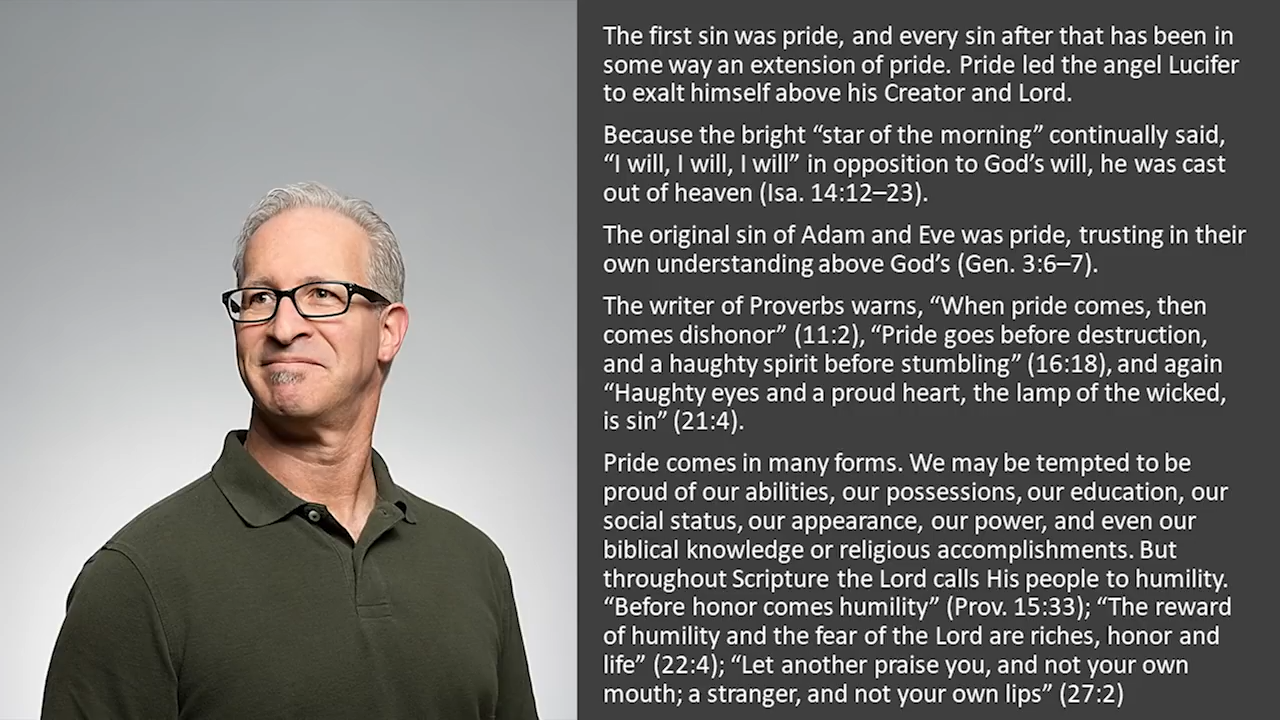 The first sin was pride, and every sin after that has been in
some way an extension of pride. Pride led the angel Lucifer
to exalt himself above his Creator and Lord.
Because the bright “star of the morning” continually said,
“I will, I will, I will” in opposition to God’s will, he was cast
out of heaven (Isa. 14:12–23).
The original sin of Adam and Eve was pride, trusting in their
own understanding above God’s (Gen. 3:6–7).
The writer of Proverbs warns, “When pride comes, then
comes dishonor” (11:2), “Pride goes before destruction,
and a haughty spirit before stumbling” (16:18), and again
“Haughty eyes and a proud heart, the lamp of the wicked,
is sin” (21:4).
Pride comes in many forms. We may be tempted to be
proud of our abilities, our possessions, our education, our
social status, our appearance, our power, and even our
biblical knowledge or religious accomplishments. But
throughout Scripture the Lord calls His people to humility.
“Before honor comes humility” (Prov. 15:33); “The reward
of humility and the fear of the Lord are riches, honor and
life” (22:4); “Let another praise you, and not your own
mouth; a stranger, and not your own lips” (27:2)